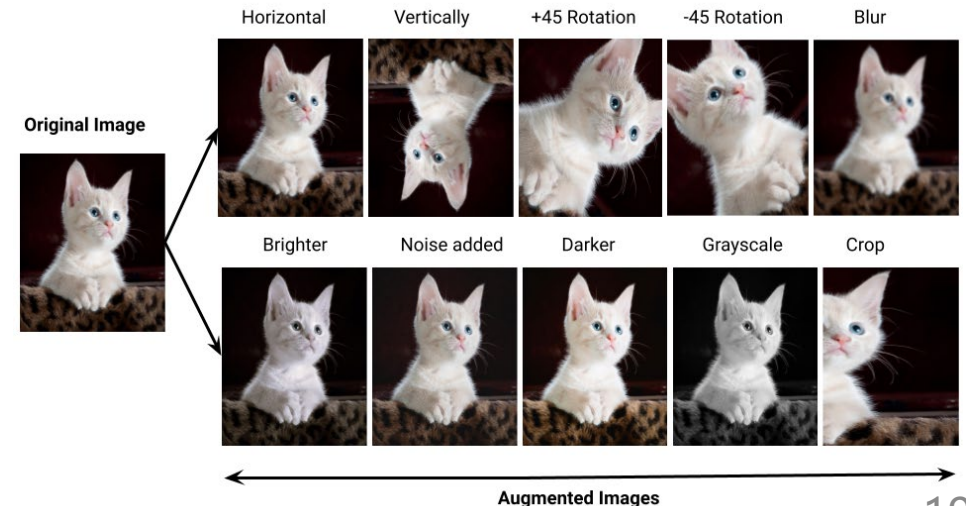 Horizontal Vertically +45 Rotation -45 Rotation Blur
Original Image
Brighter Noise added Darker Grayscale Crop
Augmented Images